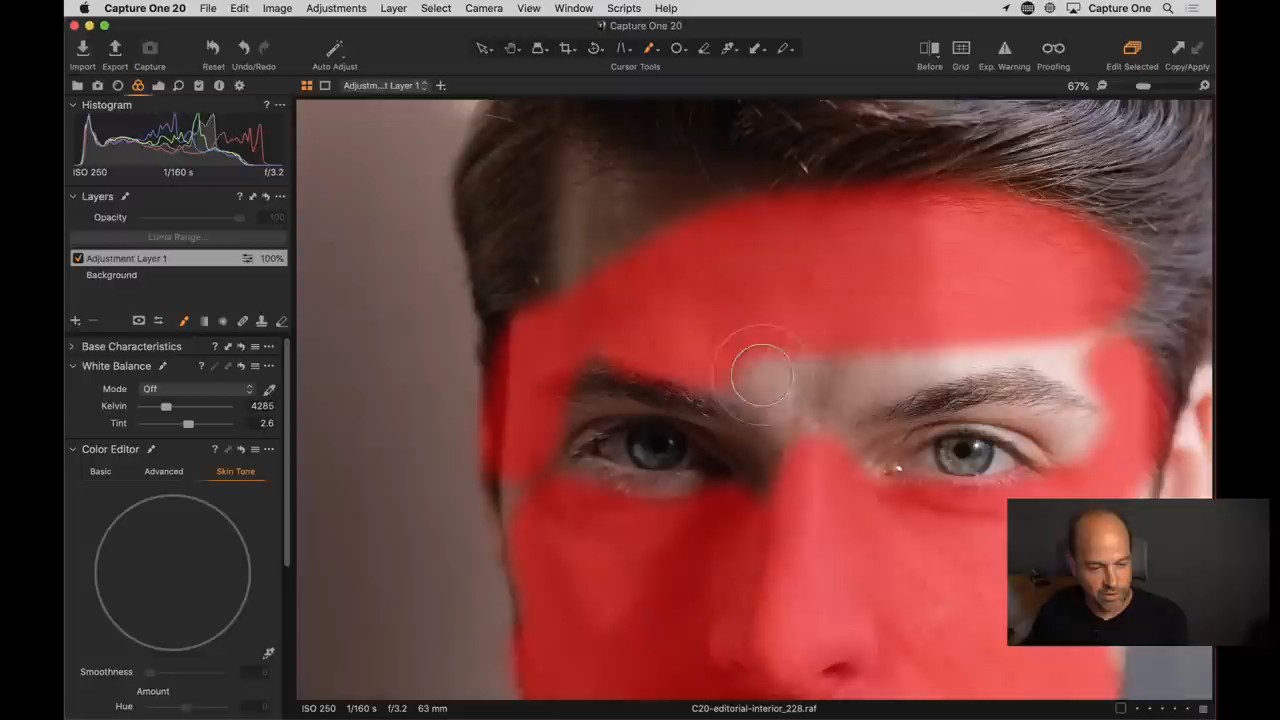 Capture One 20 File Edit Image Adjustments Layer Select Camera View Window Scripts Help Capture One
Capture One 20
Import Export Capture Reset Undo/Redo Auto Adjust Cursor Tools Before Grid Exp. Warning Proofing Edit Selected Copy/Apply
Adjustm...t Layer 1 67%
Histogram ? ...
ISO 250 1/160 s f/3.2
Layers ? ...
Opacity 100
Luma Range...
Adjustment Layer 1 100%
Background
Base Characteristics ? ...
White Balance ? ...
Mode Off
Kelvin 4285
Tint 2.6
Color Editor ? ...
Basic Advanced Skin Tone
Smoothness 0
Amount
Hue 0
ISO 250 1/160 s f/3.2 63 mm C20-editorial-interior_228.raf